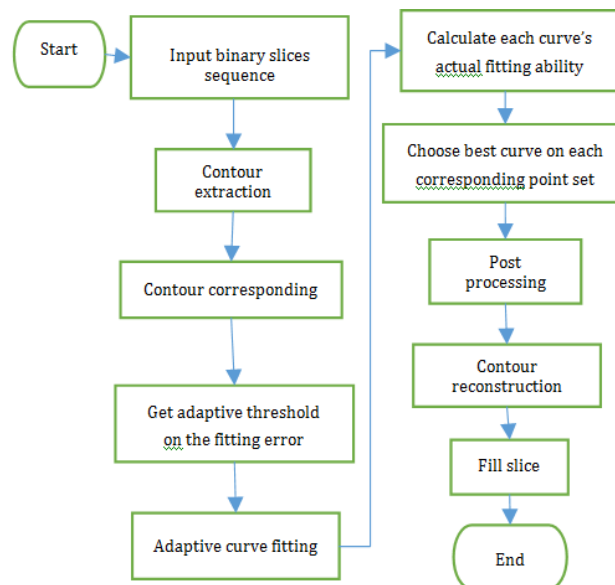 Start
Input binary slices
sequence
Contour
extraction
Contour corresponding
Get adaptive threshold
on the fitting error
Adaptive curve fitting
Calculate each curve's
actual fitting ability
Choose best curve on each
corresponding point set
Post
processing
Contour
reconstruction
Fill slice
End